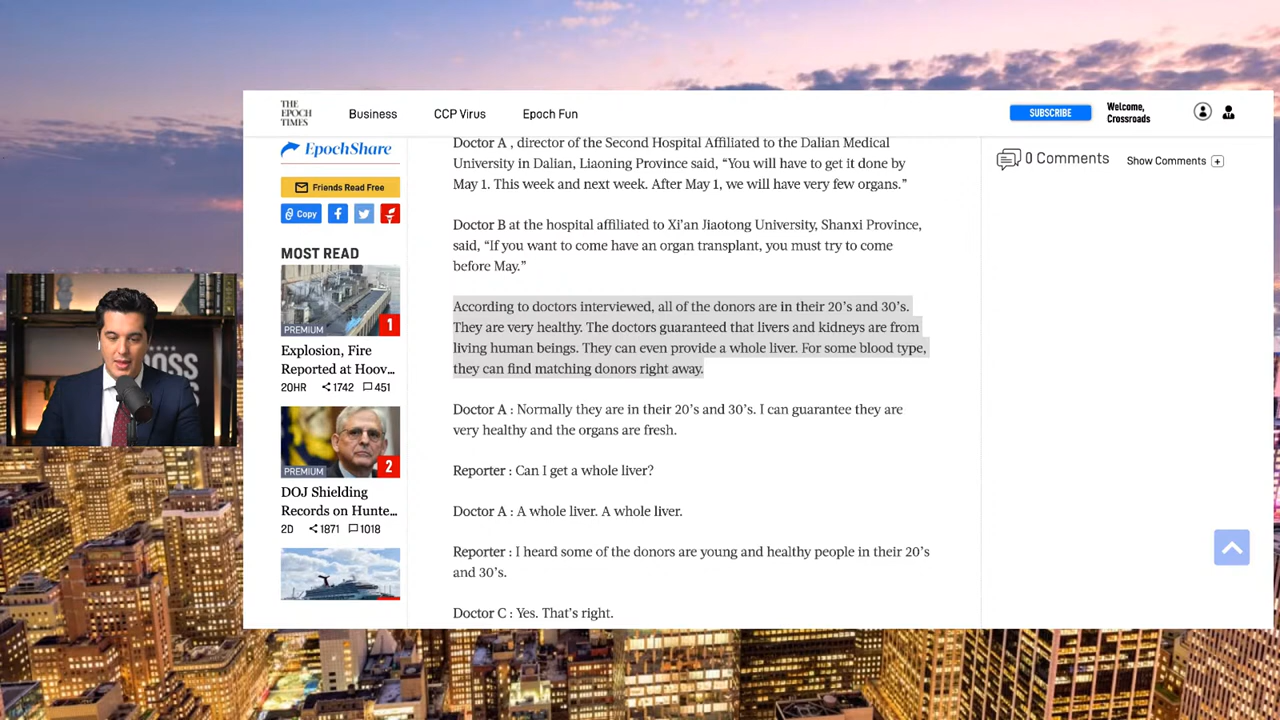 THE
EPOCH
TIMES
Business
CCP Virus
Epoch Fun
SUBSCRIBE
Welcome,
Crossroads
EpochShare
Friends Read Free
Copy
MOST READ
PREMIUM
1
Explosion, Fire
Reported at Hoov...
20HR 1742 451
PREMIUM
2
DOJ Shielding
Records on Hunte...
2D 1871 1018
Doctor A , director of the Second Hospital Affiliated to the Dalian Medical
University in Dalian, Liaoning Province said, “You will have to get it done by
May 1. This week and next week. After May 1, we will have very few organs.”
Doctor B at the hospital affiliated to Xi’an Jiaotong University, Shanxi Province,
said, “If you want to come have an organ transplant, you must try to come
before May.”
According to doctors interviewed, all of the donors are in their 20’s and 30’s.
They are very healthy. The doctors guaranteed that livers and kidneys are from
living human beings. They can even provide a whole liver. For some blood type,
they can find matching donors right away.
Doctor A : Normally they are in their 20’s and 30’s. I can guarantee they are
very healthy and the organs are fresh.
Reporter : Can I get a whole liver?
Doctor A : A whole liver. A whole liver.
Reporter : I heard some of the donors are young and healthy people in their 20’s
and 30’s.
Doctor C : Yes. That’s right.
0 Comments
Show Comments +